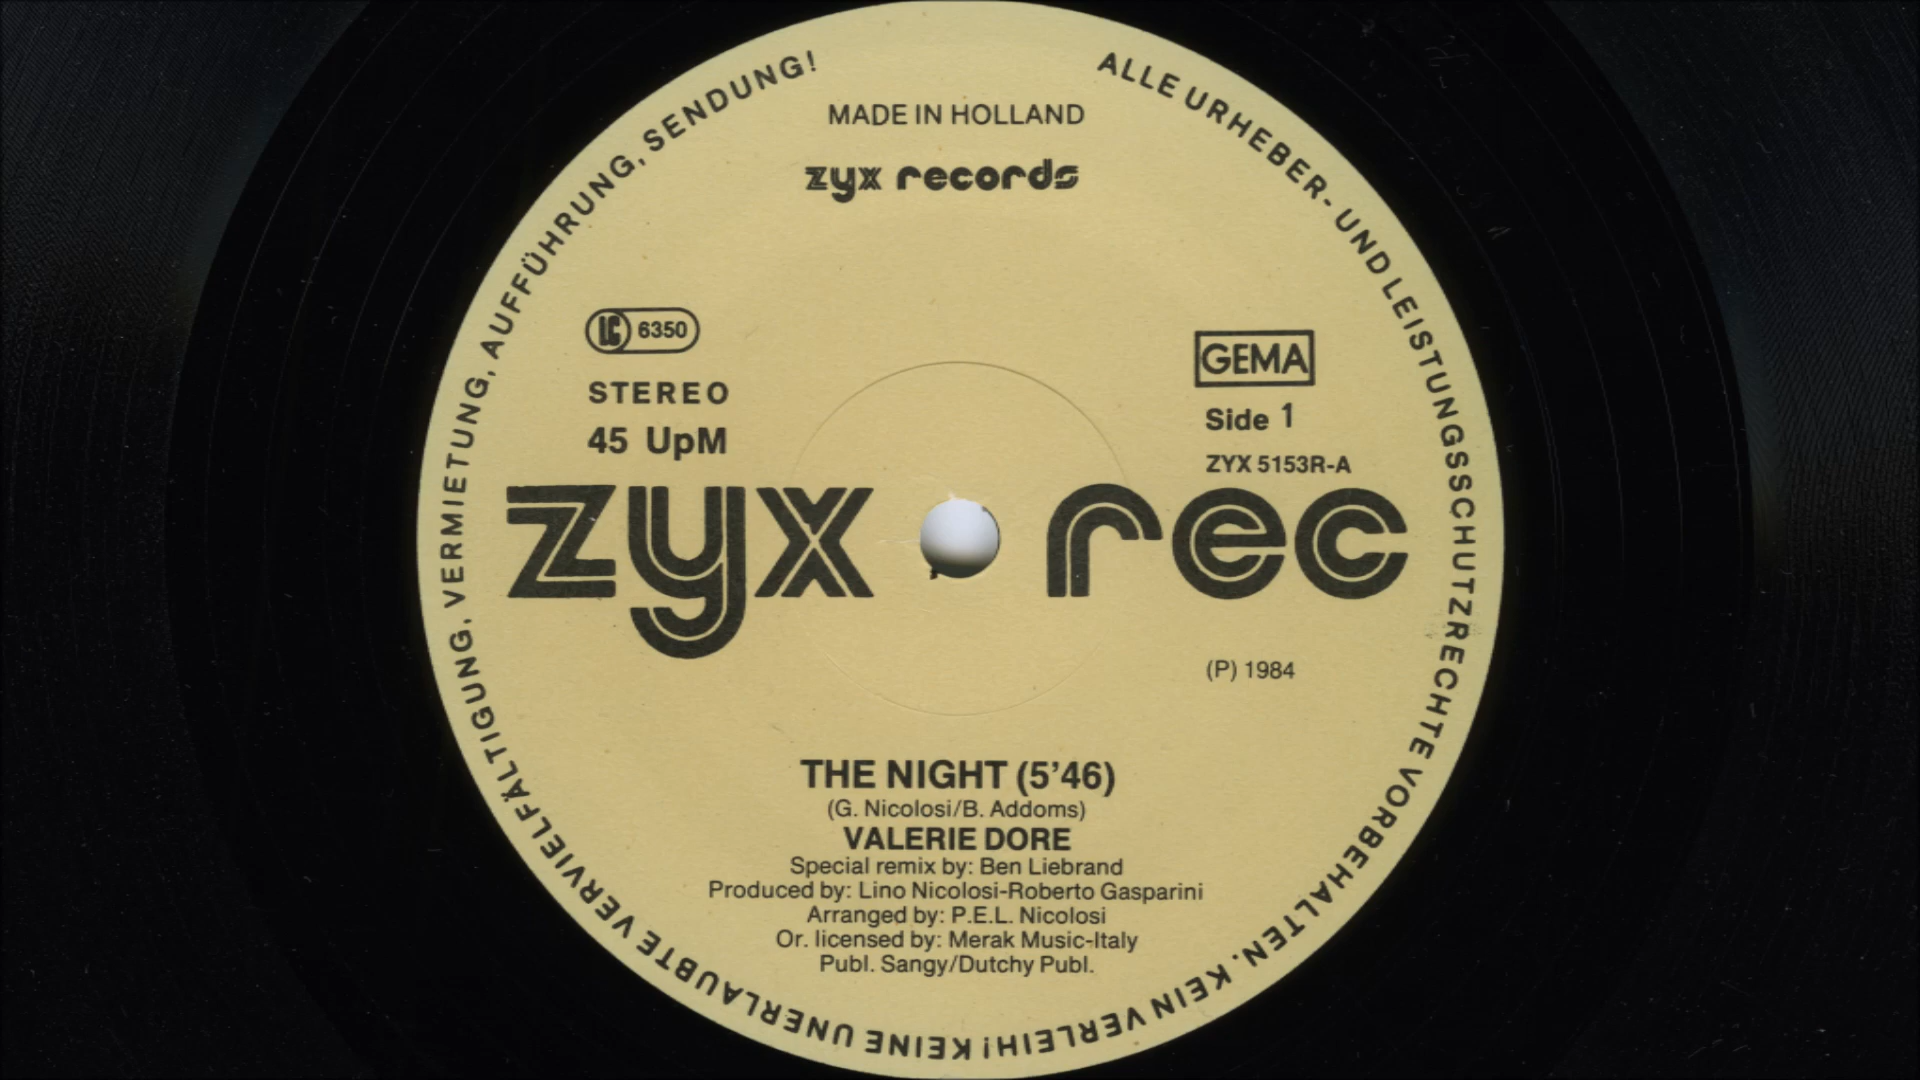 ALLE URHEBER- UND LEISTUNGSSCHUTZRECHTE VORBEHALTEN. KEIN VERLEIH! KEINE UNERLAUBTE VERVIELFÄLTIGUNG, VERMIETUNG, AUFFÜHRUNG, SENDUNG!
MADE IN HOLLAND
zyx records
LC 6350
STEREO
45 UpM
GEMA
Side 1
ZYX 5153R-A
zyx rec
(P) 1984
THE NIGHT (5'46)
(G. Nicolosi/B. Addoms)
VALERIE DORE
Special remix by: Ben Liebrand
Produced by: Lino Nicolosi-Roberto Gasparini
Arranged by: P.E.L. Nicolosi
Or. licensed by: Merak Music-Italy
Publ. Sangy/Dutchy Publ.